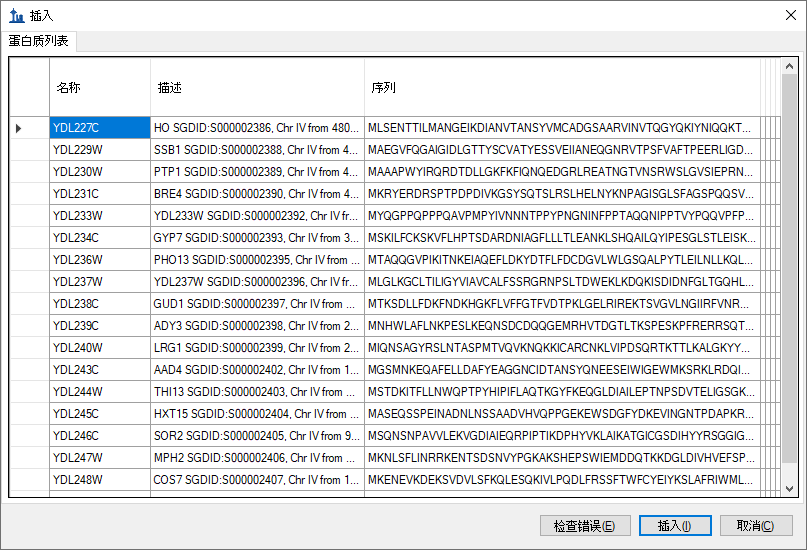 插入
蛋白质列表
名称 描述 序列
YDL227C HO SGDID:S000002386, Chr IV from 480... MLSENTTILMANGEIKDIANVTANSYVMCADGSAARVINVTQGYQKIYNIQQKT...
YDL229W SSB1 SGDID:S000002388, Chr IV from 4... MAEGVFQGAIGIDLGTTYSCVATYESSVEIIANEQGNRVTPSFVAFTPEERLIGD...
YDL230W PTP1 SGDID:S000002389, Chr IV from 4... MAAAPWYIRQRDTDLLGKFKFIQNQEDGRLREATNGTVNSRWSLGVSIEPRN...
YDL231C BRE4 SGDID:S000002390, Chr IV from 4... MKRYERDRSPTPDPDIVKGSYSQTSLRSLHELNYKNPAGISGLSFAGSPQQSV...
YDL233W YDL233W SGDID:S000002392, Chr IV fr... MYQGPPQPPPQAVPMPYIVNNNTPPYPNGNINFPPTAQQNIPPTVYPQQVPFP...
YDL234C GYP7 SGDID:S000002393, Chr IV from 3... MSKILFCKSKVFLHPTSDARDNIAGFLLLTLEANKLSHQAILQYIPESGLSTLEISK...
YDL236W PHO13 SGDID:S000002395, Chr IV from ... MTAQQGVPIKITNKEIAQEFLDKYDTFLFDCDGVLWLGSQALPYTLEILNLLKQL...
YDL237W YDL237W SGDID:S000002396, Chr IV fr... MLGLKGCLTILIGYVIAVCALFSSRGRNPSLTDWEKLKDQKISDIDNFGLTGQHL...
YDL238C GUD1 SGDID:S000002397, Chr IV from ... MTKSDLLFDKFNDKHGKFLVFFGTFVDTPKLGELRIREKTSVGVLNGIIRFVNR...
YDL239C ADY3 SGDID:S000002398, Chr IV from 2... MNHWLAFLNKPESLKEQNSDCDQQGEMRHVTDGTLTKSPESKPFRERRSQT...
YDL240W LRG1 SGDID:S000002399, Chr IV from 2... MIQNSAGYRSLNTASPMTVQVKNQKKICARCNKLVIPDSQRTKTTLKALGKYY...
YDL243C AAD4 SGDID:S000002402, Chr IV from 1... MGSMNKEQAFELLDAFYEAGGNCIDTANSYQNEESEIWIGEWMKSRKLRDQI...
YDL244W THI13 SGDID:S000002403, Chr IV from ... MSTDKITFLLNWQPTPYHIPIFLAQTKGYFKEQGLDIAILEPTNPSDVTELIGSGK...
YDL245C HXT15 SGDID:S000002404, Chr IV from ... MASEQSSPEINADNLNSSAADVHVQPPGEKEWSDGFYDKEVINGNTPDAPKR...
YDL246C SOR2 SGDID:S000002405, Chr IV from 9... MSQNSNPAVVLEKVGDIAIEQRPIPTIKDPHYVKLAIKATGICGSDIHYYRSGGIG...
YDL247W MPH2 SGDID:S000002406, Chr IV from ... MKNLSFLINRRKENTSDSNVYPGKAKSHEPSWIEMDDQTKKDGLDIVHVEFSP...
YDL248W COS7 SGDID:S000002407, Chr IV from 1... MKENEVKDEKSVDVLSFKQLESQKIVLPQDLFRSSFTWFCYEIYKSLAFRIWML...
检查错误(E) 插入(I) 取消(C)